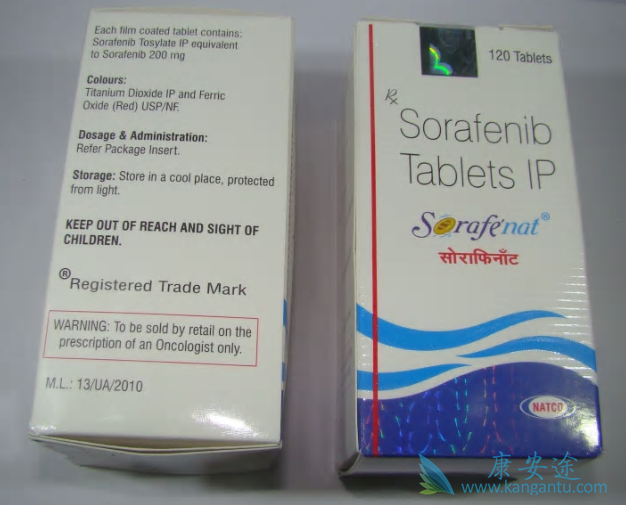 Each film coated tablet contains:
Sorafenib Tosylate IP equivalent
to Sorafenib 200 mg
Colours:
Titanium Dioxide IP and Ferric
Oxide (Red) USP/NF.
Dosage & Administration:
Refer Package Insert.
Storage: Store in a cool place, protected
from light.
KEEP OUT OF REACH AND SIGHT OF
CHILDREN.
®Registered Trade Mark
WARNING: To be sold by retail on the
prescription of an Oncologist only.
M.L.: 13/UA/2010
120 Tablets
Rx
Sorafenib
Tablets IP
Sorafenat®
सोराफिनॅंट
NATCO
康安途
www.kangantu.com